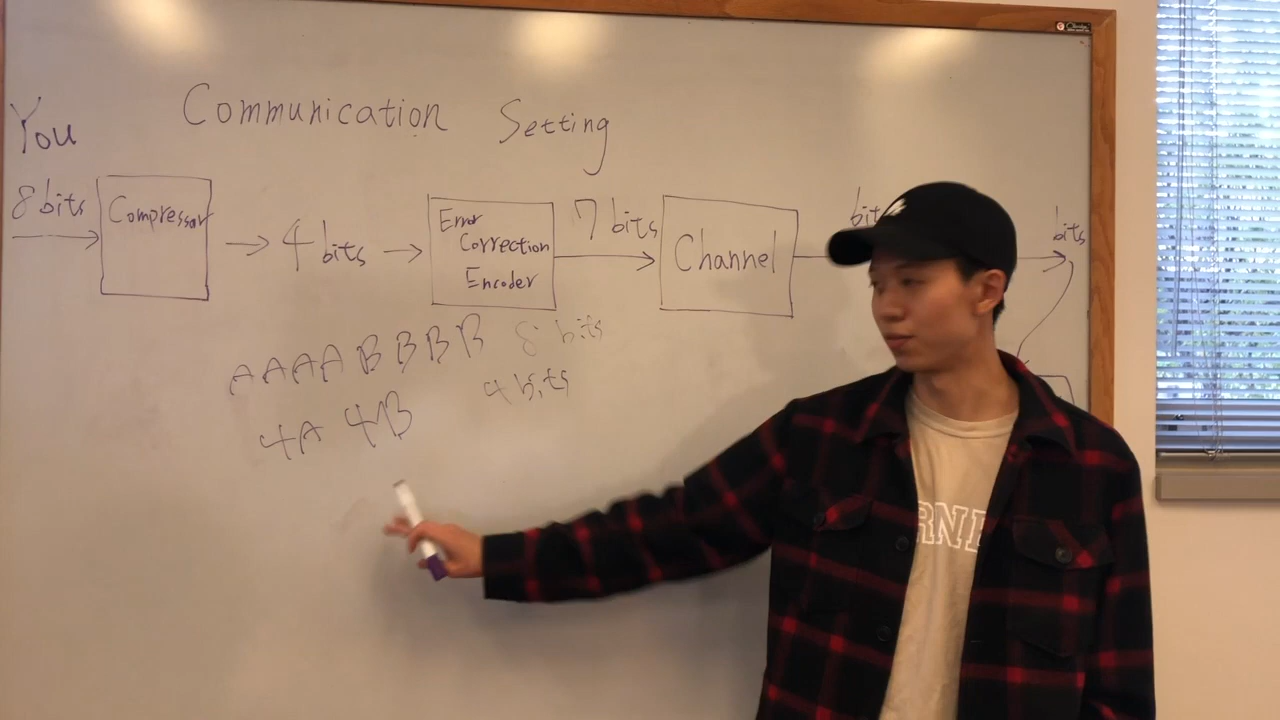 Communication Setting
You
8 bits
Compressor
4 bits
Error
Correction
Encoder
7 bits
Channel
bits
bits
AAAABBBB 8 bits
4A 4B 4 bits